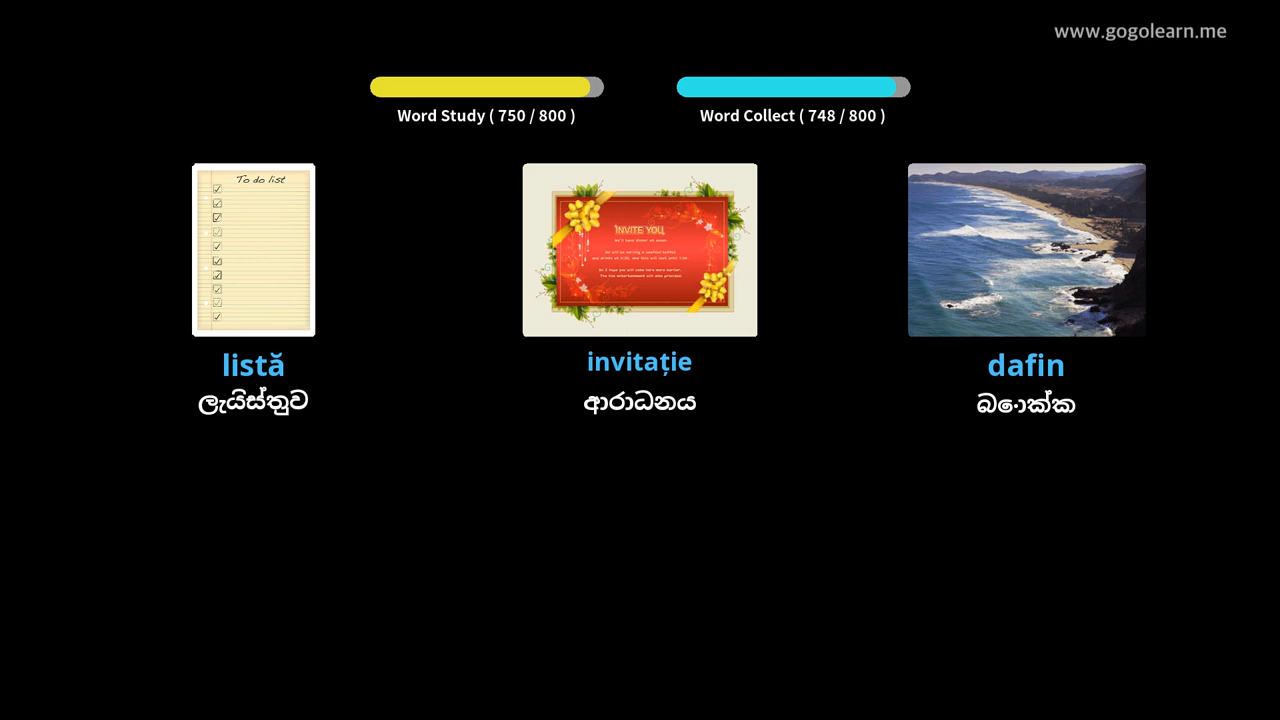 www.gogolearn.me
Word Study ( 750 / 800 )
Word Collect ( 748 / 800 )
To do list
INVITE YOU
listă
invitație
dafin
ලැයිස්තුව
ආරාධනය
බොක්ක